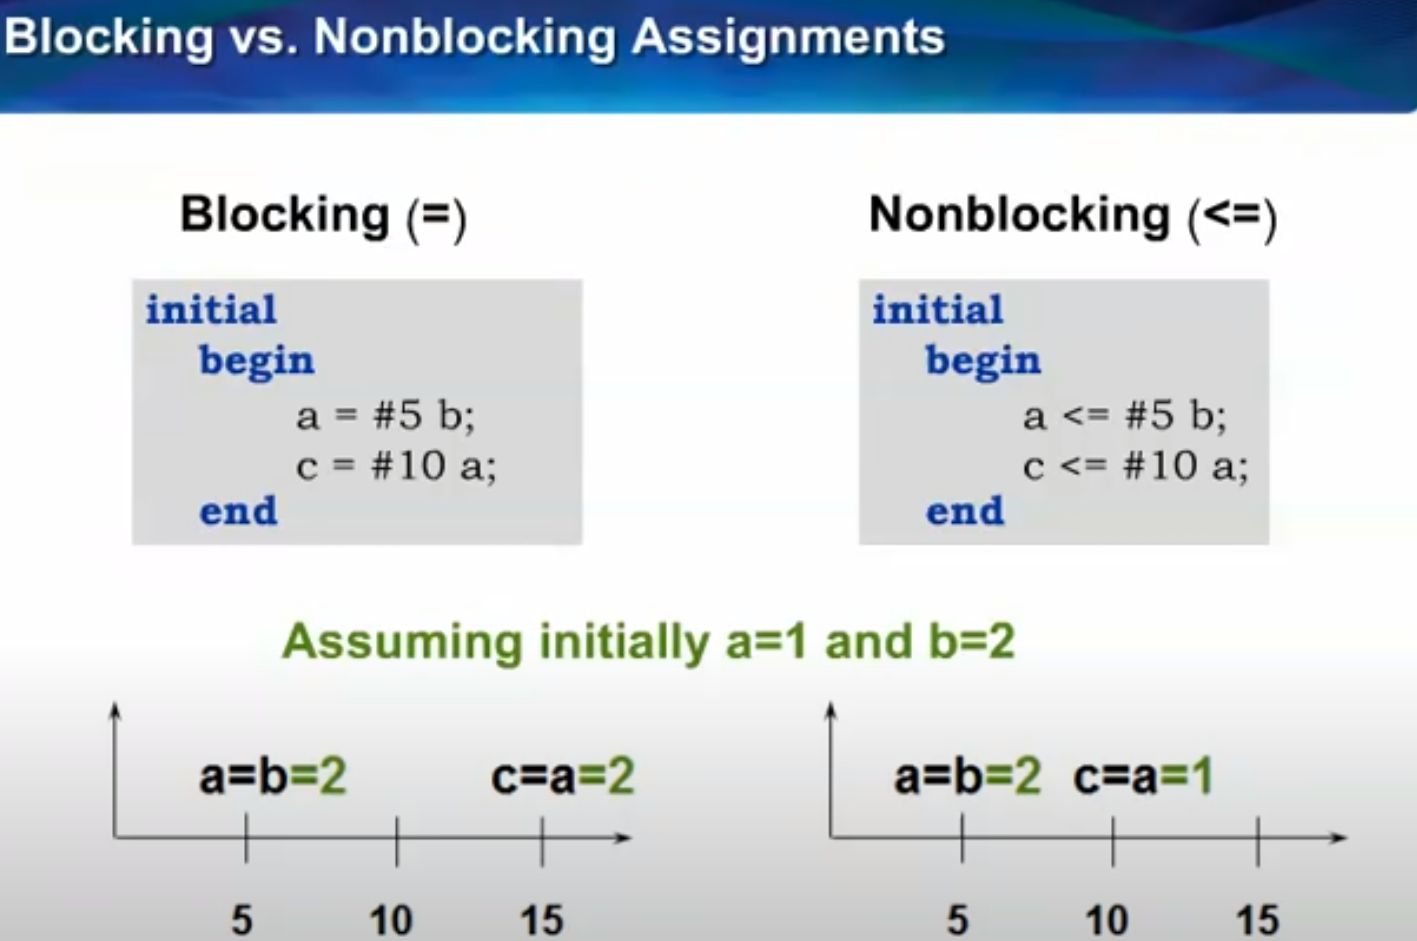 Blocking vs. Nonblocking Assignments
Blocking (=)
initial
begin
a = #5 b;
c = #10 a;
end
Nonblocking (<=)
initial
begin
a <= #5 b;
c <= #10 a;
end
Assuming initially a=1 and b=2
a=b=2 c=a=2
5 10 15
a=b=2 c=a=1
5 10 15